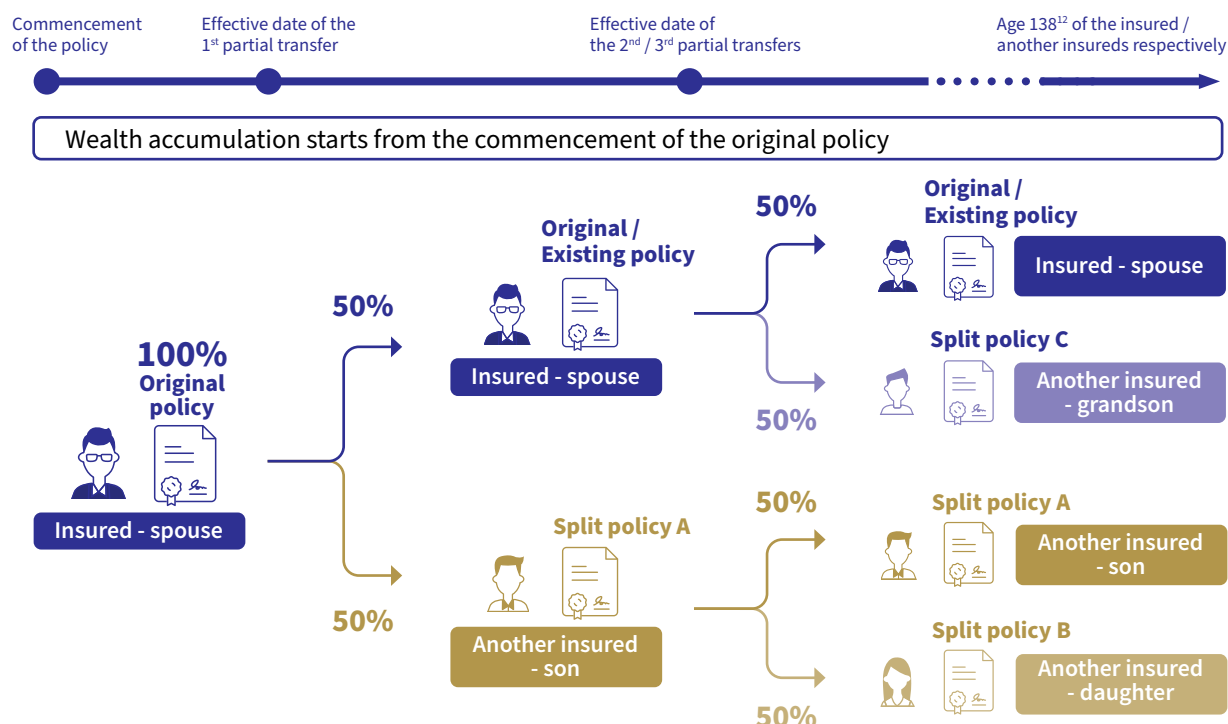 Commencement
of the policy
Effective date of the
1st partial transfer
Effective date of
the 2nd / 3rd partial transfers
Age 138¹² of the insured /
another insureds respectively
Wealth accumulation starts from the commencement of the original policy
100%
Original
policy
Insured - spouse
50%
50%
Original /
Existing policy
Insured - spouse
Split policy A
Another insured
- son
50%
50%
Original /
Existing policy
Insured - spouse
Split policy C
Another insured
- grandson
50%
50%
Split policy A
Another insured
- son
Split policy B
Another insured
- daughter